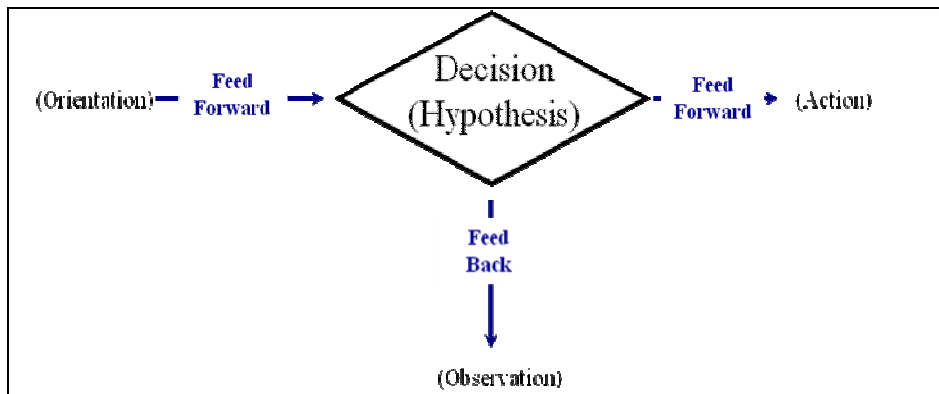 Decision
(Hypothesis)
(Orientation)
Feed
Forward
Feed
Forward
(Action)
Feed
Back
(Observation)